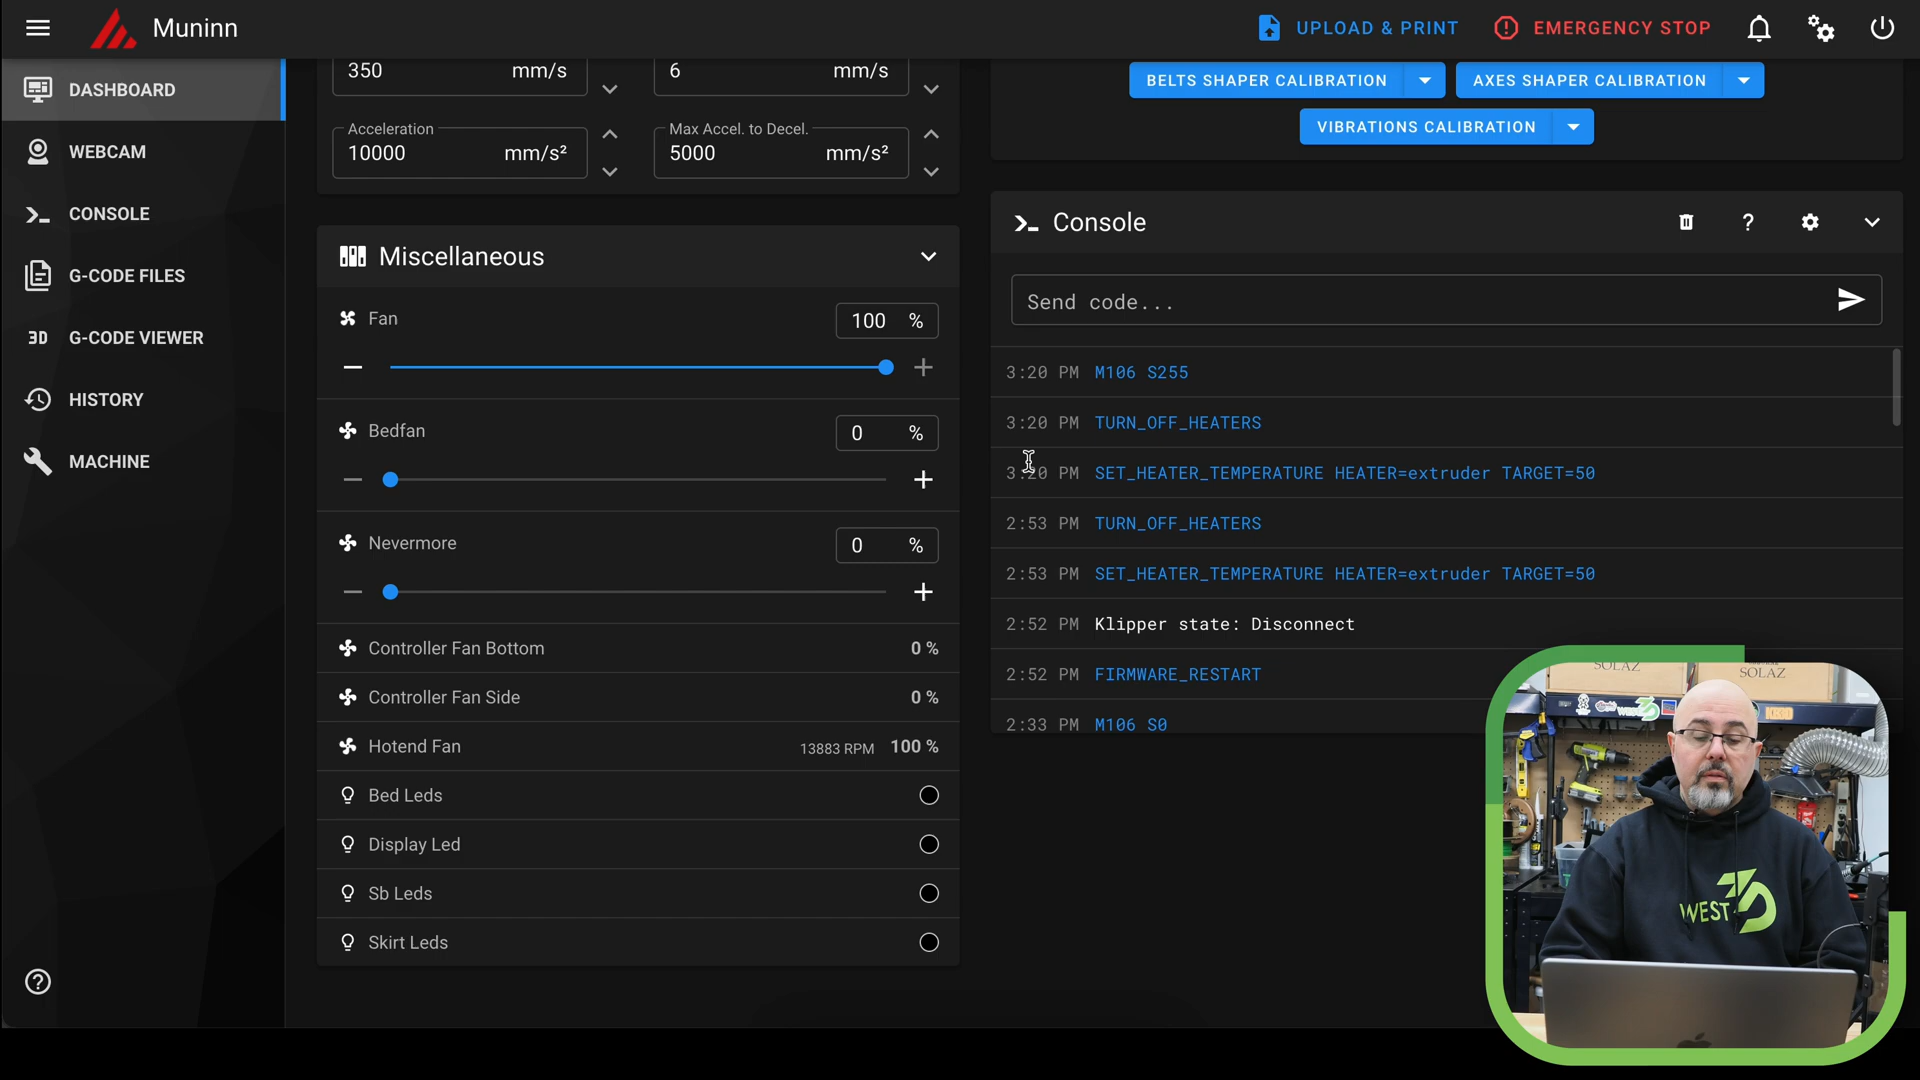 Muninn
UPLOAD & PRINT
EMERGENCY STOP
DASHBOARD
WEBCAM
CONSOLE
G-CODE FILES
3D G-CODE VIEWER
HISTORY
MACHINE
350 mm/s
6 mm/s
Acceleration
10000 mm/s²
Max Accel. to Decel.
5000 mm/s²
Miscellaneous
Fan
100 %
Bedfan
0 %
Nevermore
0 %
Controller Fan Bottom 0 %
Controller Fan Side 0 %
Hotend Fan 13883 RPM 100 %
Bed Leds
Display Led
Sb Leds
Skirt Leds
BELTS SHAPER CALIBRATION
AXES SHAPER CALIBRATION
VIBRATIONS CALIBRATION
Console
Send code...
3:20 PM M106 S255
3:20 PM TURN_OFF_HEATERS
3:20 PM SET_HEATER_TEMPERATURE HEATER=extruder TARGET=50
2:53 PM TURN_OFF_HEATERS
2:53 PM SET_HEATER_TEMPERATURE HEATER=extruder TARGET=50
2:52 PM Klipper state: Disconnect
2:52 PM FIRMWARE_RESTART
2:33 PM M106 S0
SOLAZ
SOLAZ
WEST3D
KB3D
WEST3D